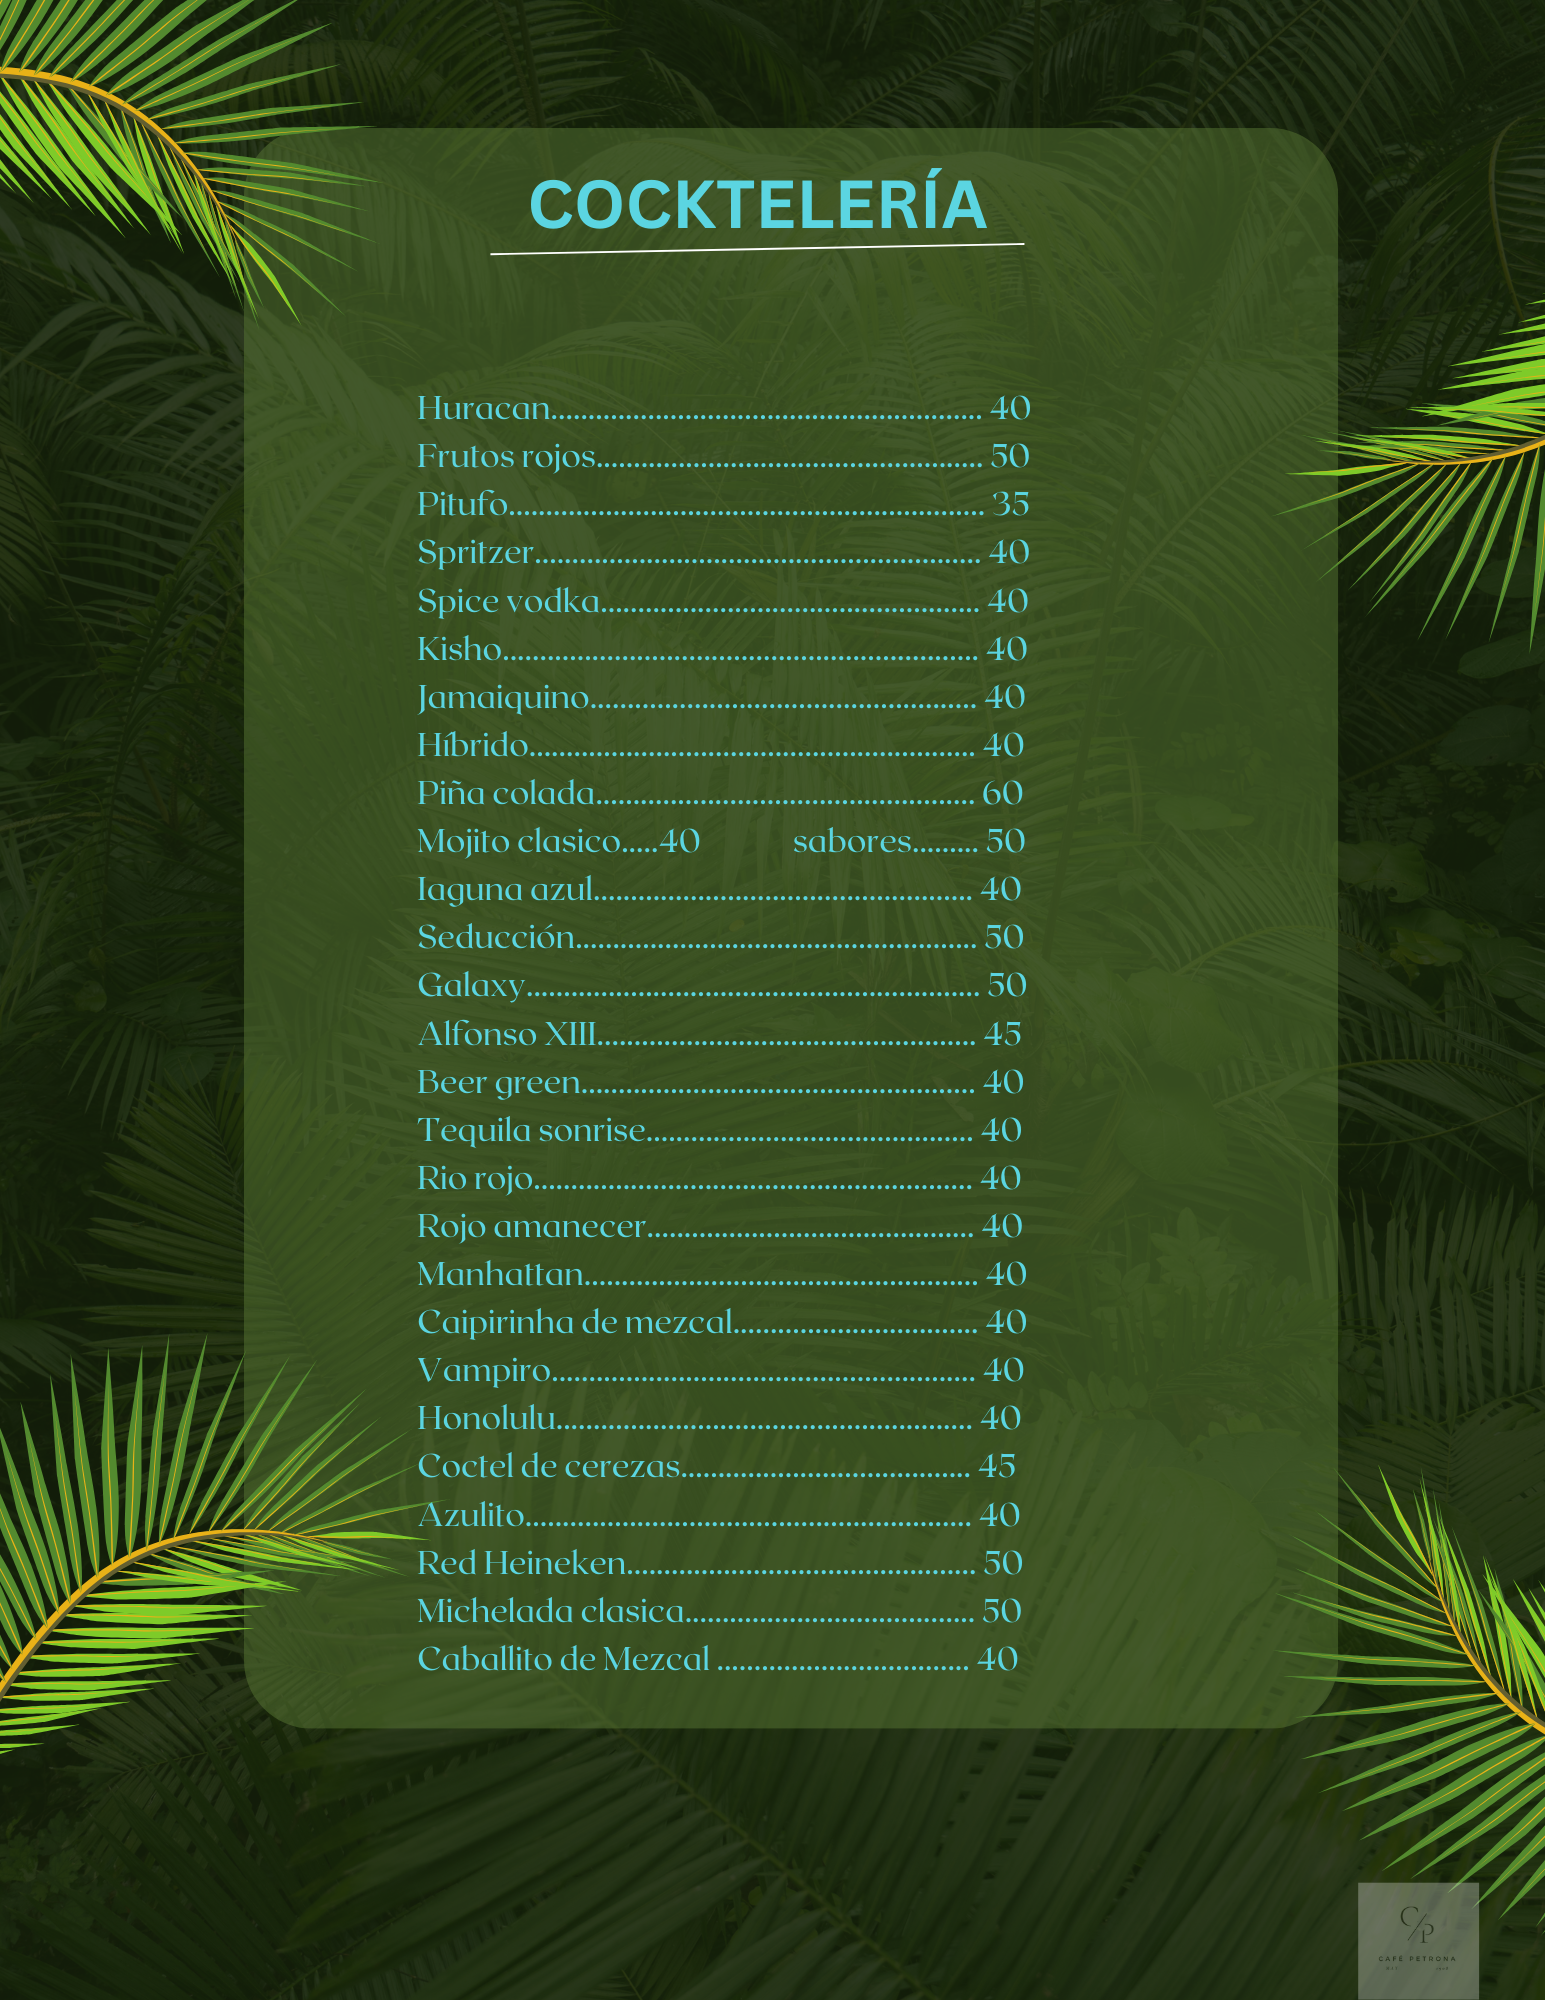 COCKTELERÍA
Huracan.......................................................... 40
Frutos rojos.................................................... 50
Pitufo................................................................ 35
Spritzer............................................................ 40
Spice vodka................................................... 40
Kisho................................................................ 40
Jamaiquino.................................................... 40
Híbrido............................................................ 40
Piña colada................................................... 60
Mojito clasico.....40 sabores......... 50
Iaguna azul................................................... 40
Seducción...................................................... 50
Galaxy............................................................. 50
Alfonso XIII................................................... 45
Beer green..................................................... 40
Tequila sonrise............................................ 40
Rio rojo........................................................... 40
Rojo amanecer............................................ 40
Manhattan..................................................... 40
Caipirinha de mezcal................................. 40
Vampiro......................................................... 40
Honolulu........................................................ 40
Coctel de cerezas....................................... 45
Azulito............................................................ 40
Red Heineken............................................... 50
Michelada clasica....................................... 50
Caballito de Mezcal .................................. 40
C/P
CAFÉ PETRONA